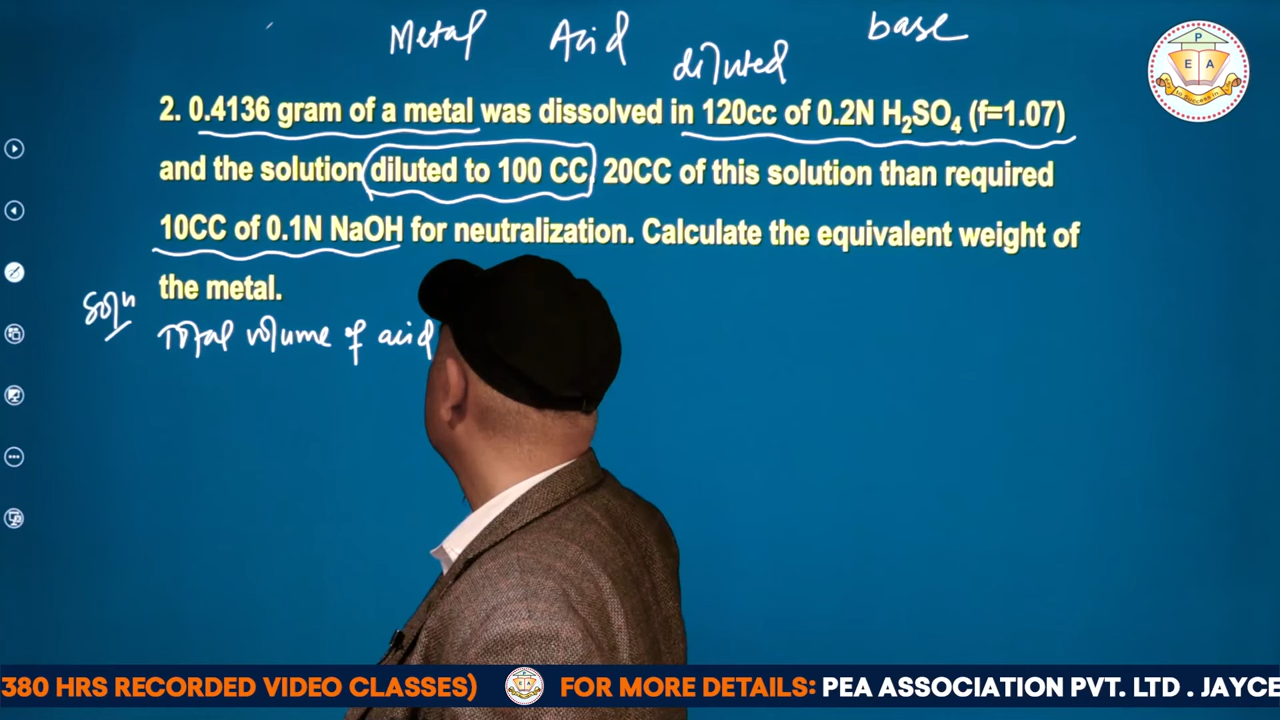 Metal Acid diluted base
P
E A
2. 0.4136 gram of a metal was dissolved in 120cc of 0.2N H₂SO₄ (f=1.07)
and the solution diluted to 100 CC, 20CC of this solution than required
10CC of 0.1N NaOH for neutralization. Calculate the equivalent weight of
the metal.
Soln
Total volume of acid
380 HRS RECORDED VIDEO CLASSES) FOR MORE DETAILS: PEA ASSOCIATION PVT. LTD . JAYCE